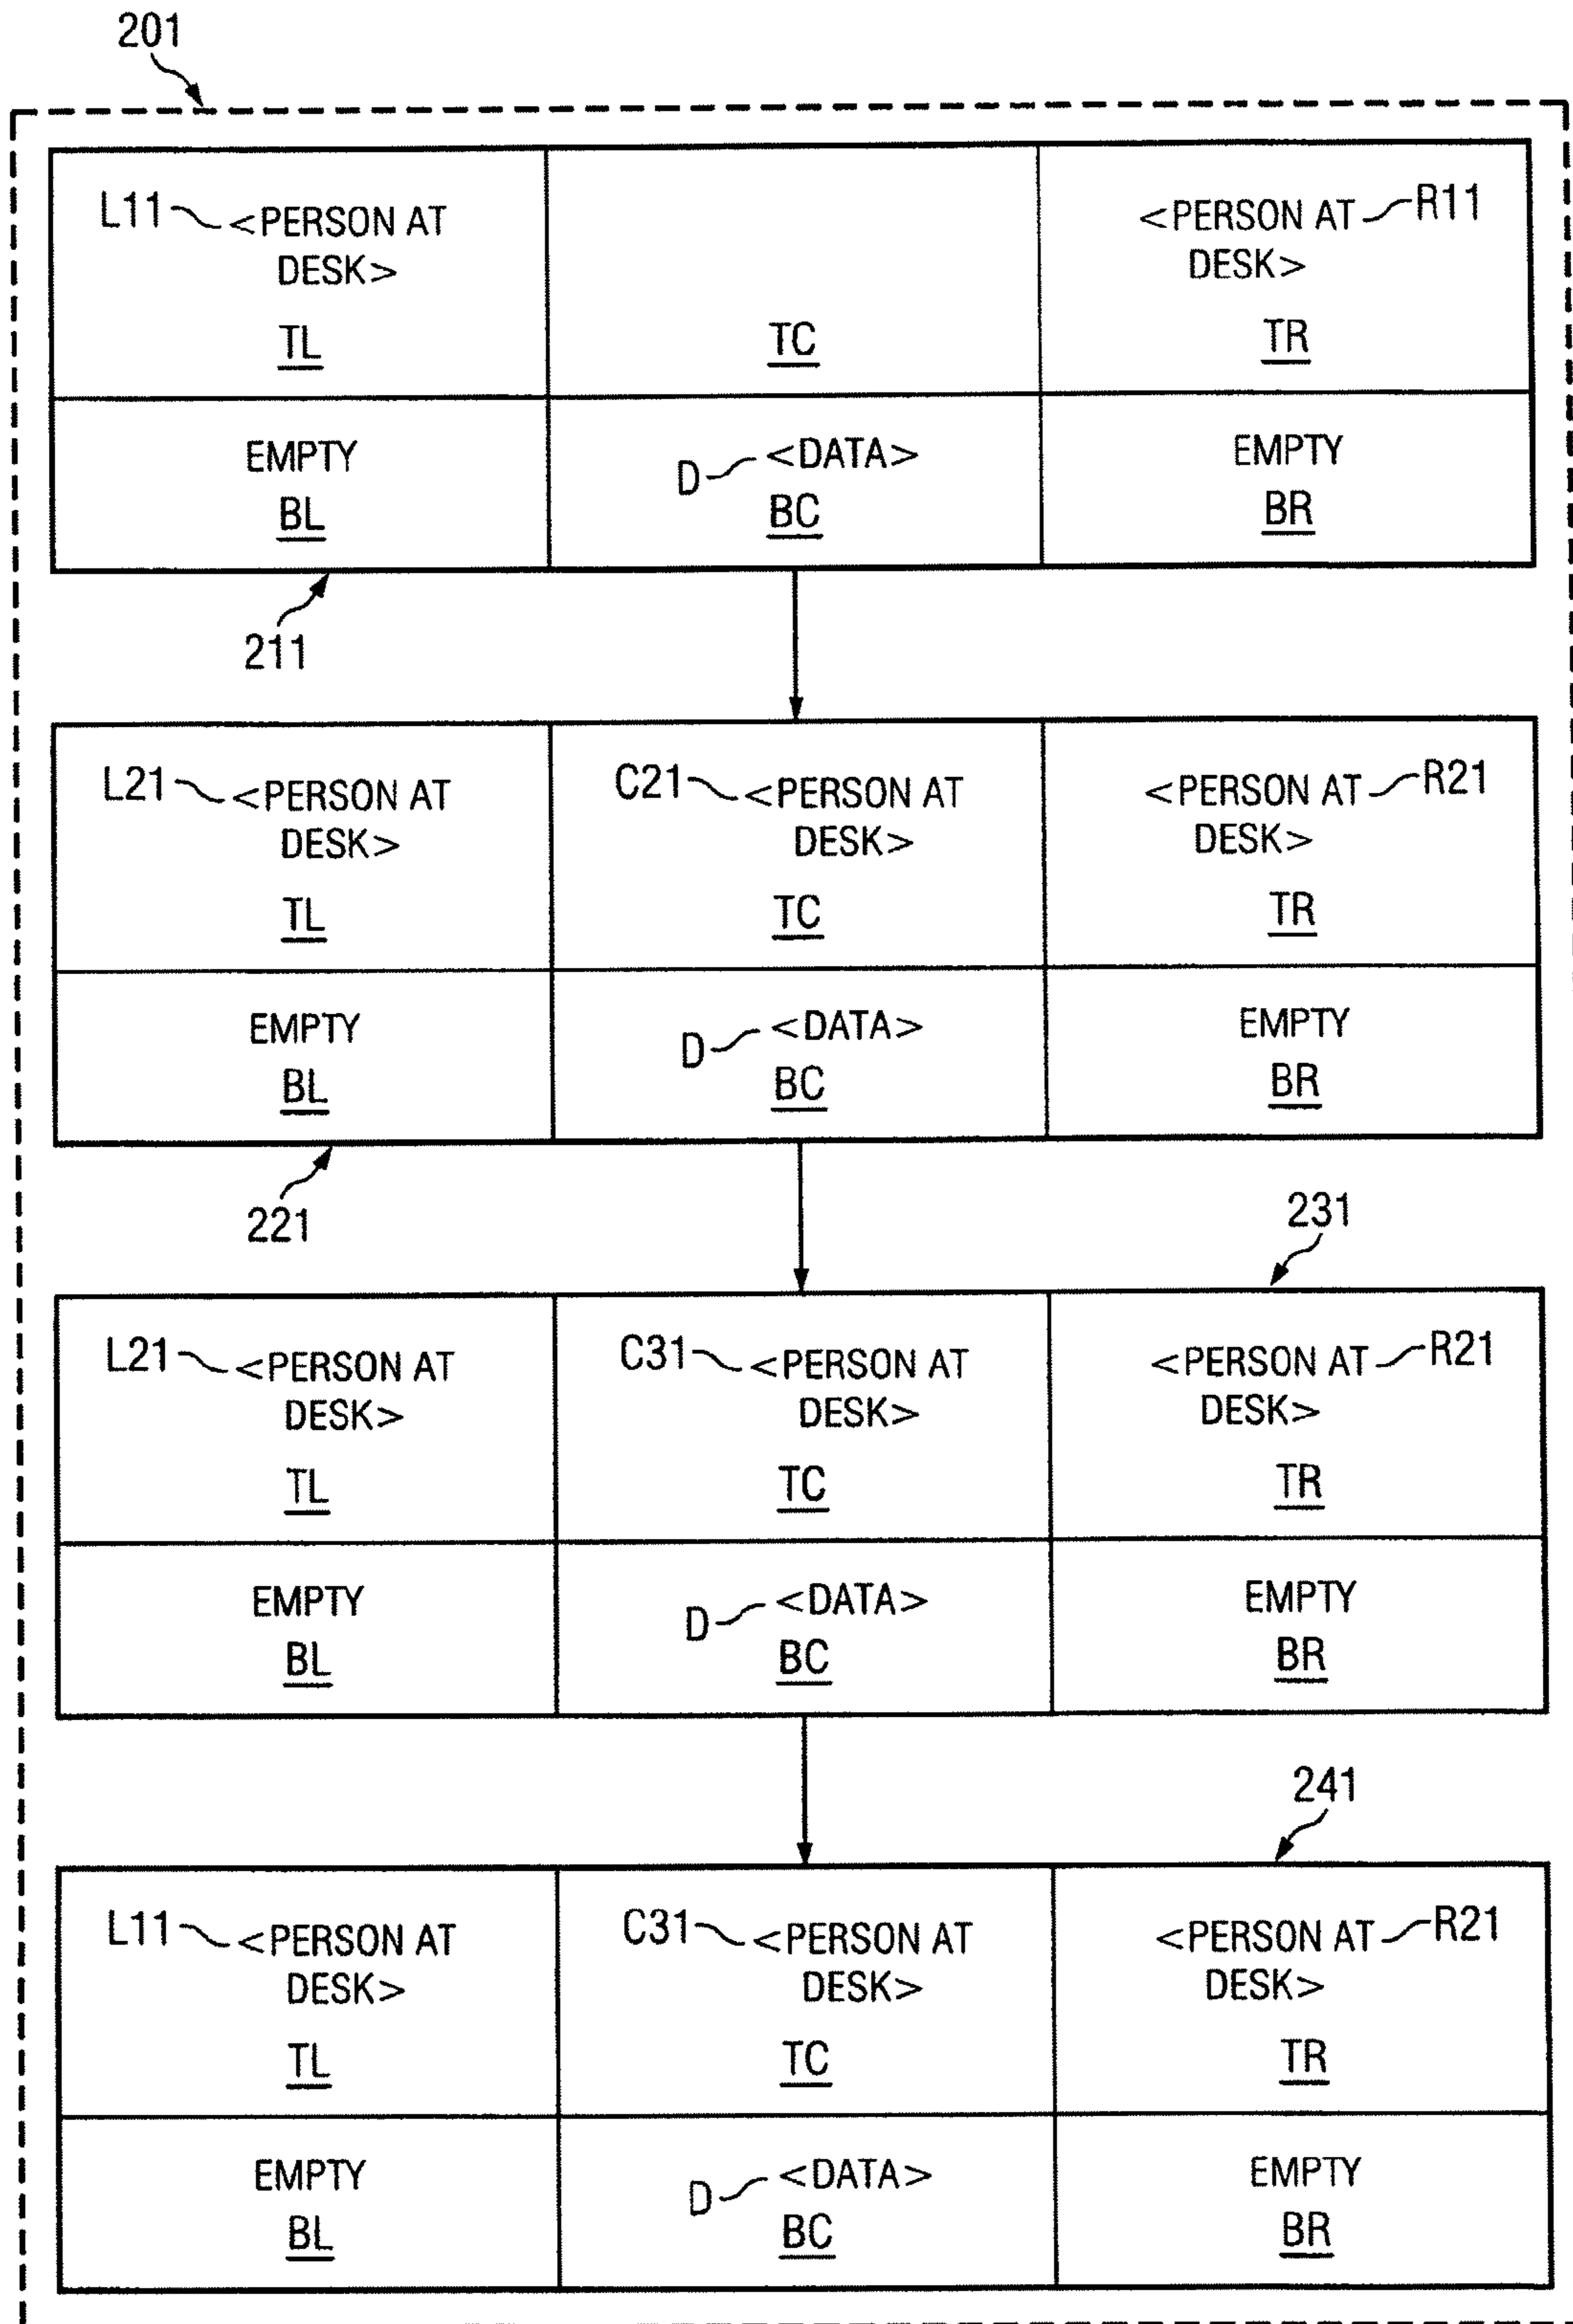 201
L11 <PERSON AT <PERSON AT R11
DESK> DESK>
TL TC TR
EMPTY D <DATA> EMPTY
BL BC BR
211
L21 <PERSON AT C21 <PERSON AT <PERSON AT R21
DESK> DESK> DESK>
TL TC TR
EMPTY D <DATA> EMPTY
BL BC BR
221
231
L21 <PERSON AT C31 <PERSON AT <PERSON AT R21
DESK> DESK> DESK>
TL TC TR
EMPTY D <DATA> EMPTY
BL BC BR
241
L11 <PERSON AT C31 <PERSON AT <PERSON AT R21
DESK> DESK> DESK>
TL TC TR
EMPTY D <DATA> EMPTY
BL BC BR